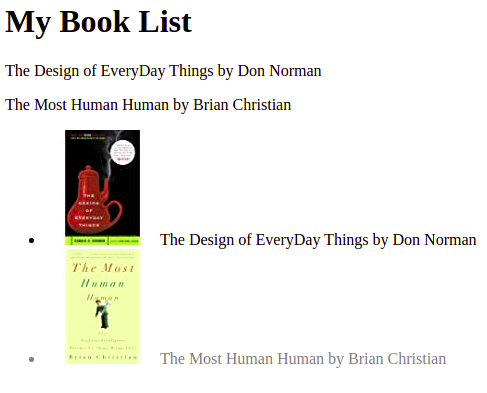 My Book List
The Design of EveryDay Things by Don Norman
The Most Human Human by Brian Christian
THE
DESIGN
OF EVERYDAY
THINGS
The Design of EveryDay Things by Don Norman
The Most
Human
Human
Brian Christian
The Most Human Human by Brian Christian